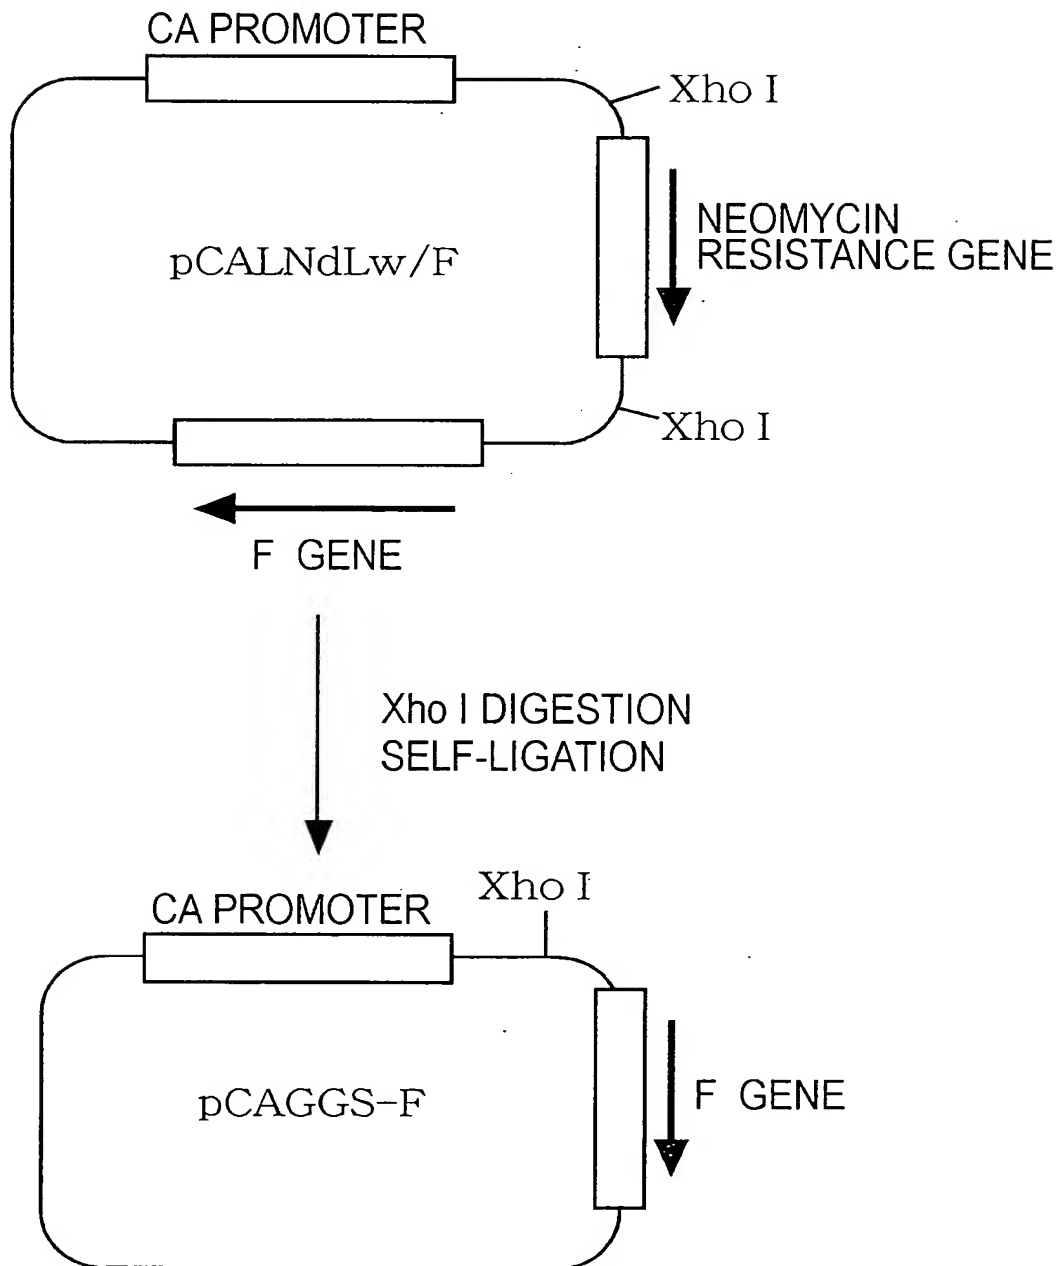 CA PROMOTER
Xho I
NEOMYCIN
RESISTANCE GENE
pCALNdLw/F
Xho I
F GENE
Xho I DIGESTION
SELF-LIGATION
Xho I
CA PROMOTER
pCAGGS-F
F GENE